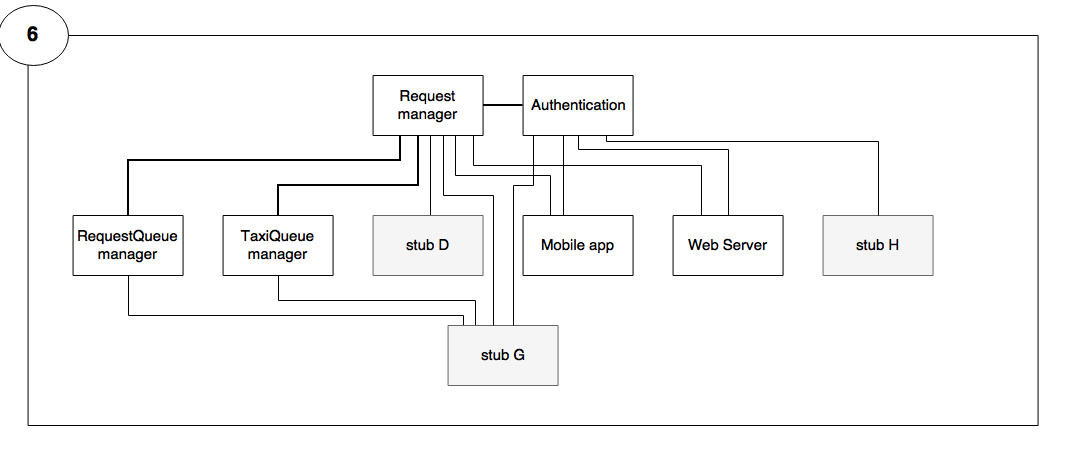 6
Request
manager
Authentication
RequestQueue
manager
TaxiQueue
manager
stub D
Mobile app
Web Server
stub H
stub G